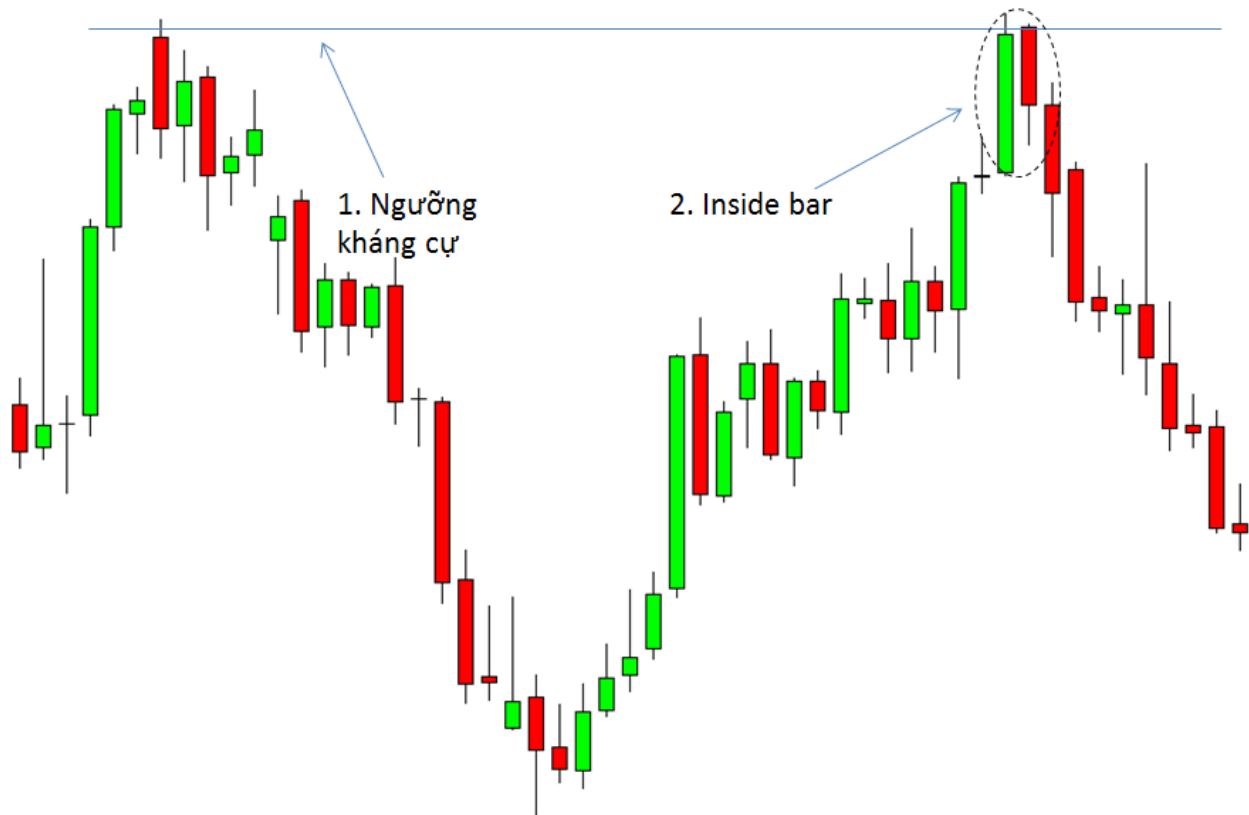 1. Ngưỡng
kháng cự
2. Inside bar